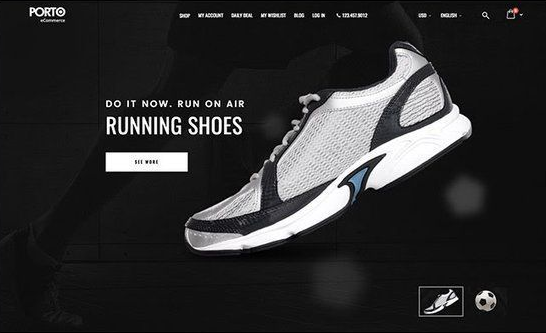 PORTO
eCommerce
SHOP MY ACCOUNT DAILY DEAL MY WISHLIST BLOG LOG IN 123.457.9012 USD ENGLISH
DO IT NOW. RUN ON AIR
RUNNING SHOES
SEE MORE